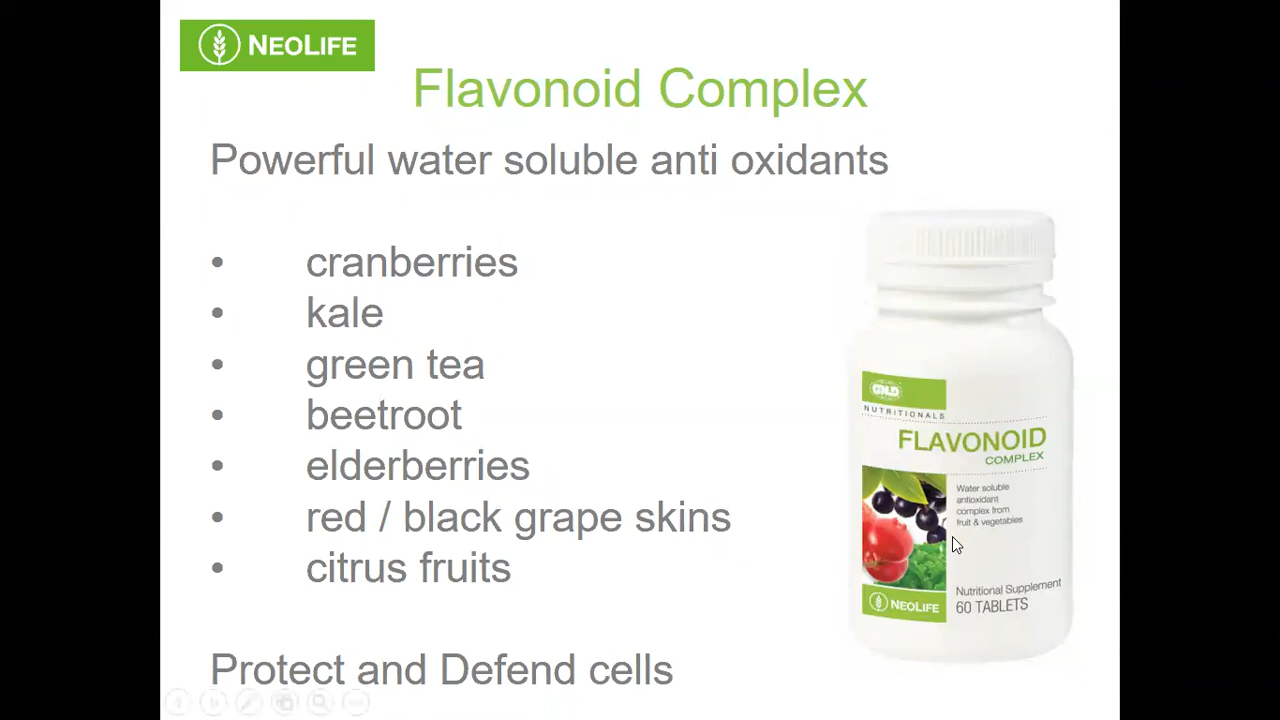 NEOLIFE
Flavonoid Complex
Powerful water soluble anti oxidants
• cranberries
• kale
• green tea
• beetroot
• elderberries
• red / black grape skins
• citrus fruits
Protect and Defend cells
GNLD
NUTRITIONALS
FLAVONOID
COMPLEX
Water soluble
antioxidant
complex from
fruit & vegetables
Nutritional Supplement
60 TABLETS
NEOLIFE